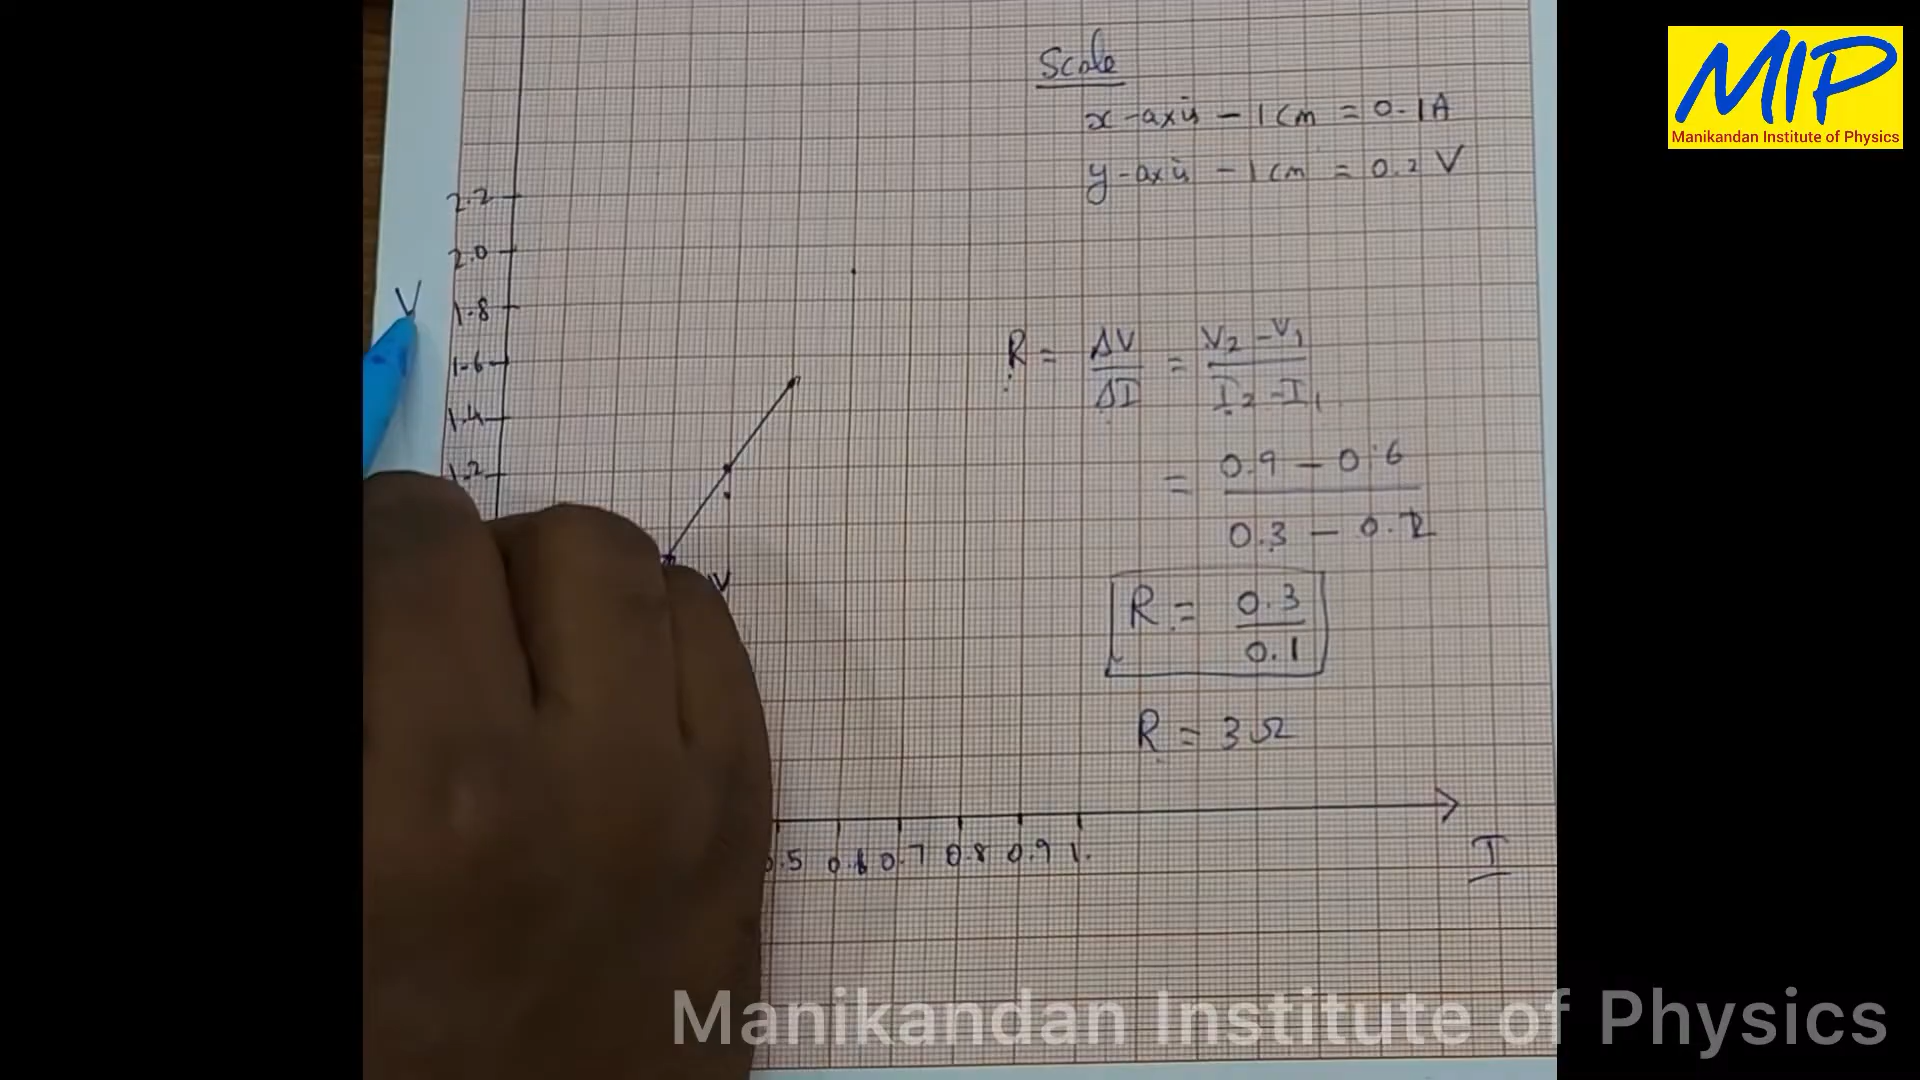 MIP
Manikandan Institute of Physics
Scale
x-axis - 1cm = 0.1A
y-axis - 1cm = 0.2 V
2.2
2.0
V
1.8
1.6
1.4
1.2
R = ΔV/ΔI = V₂ - V₁ / I₂ - I₁
= 0.9 - 0.6 / 0.3 - 0.2
R = 0.3 / 0.1
R = 3 Ω
0.6 0.7 0.8 0.9 1.
I
Manikandan Institute of Physics